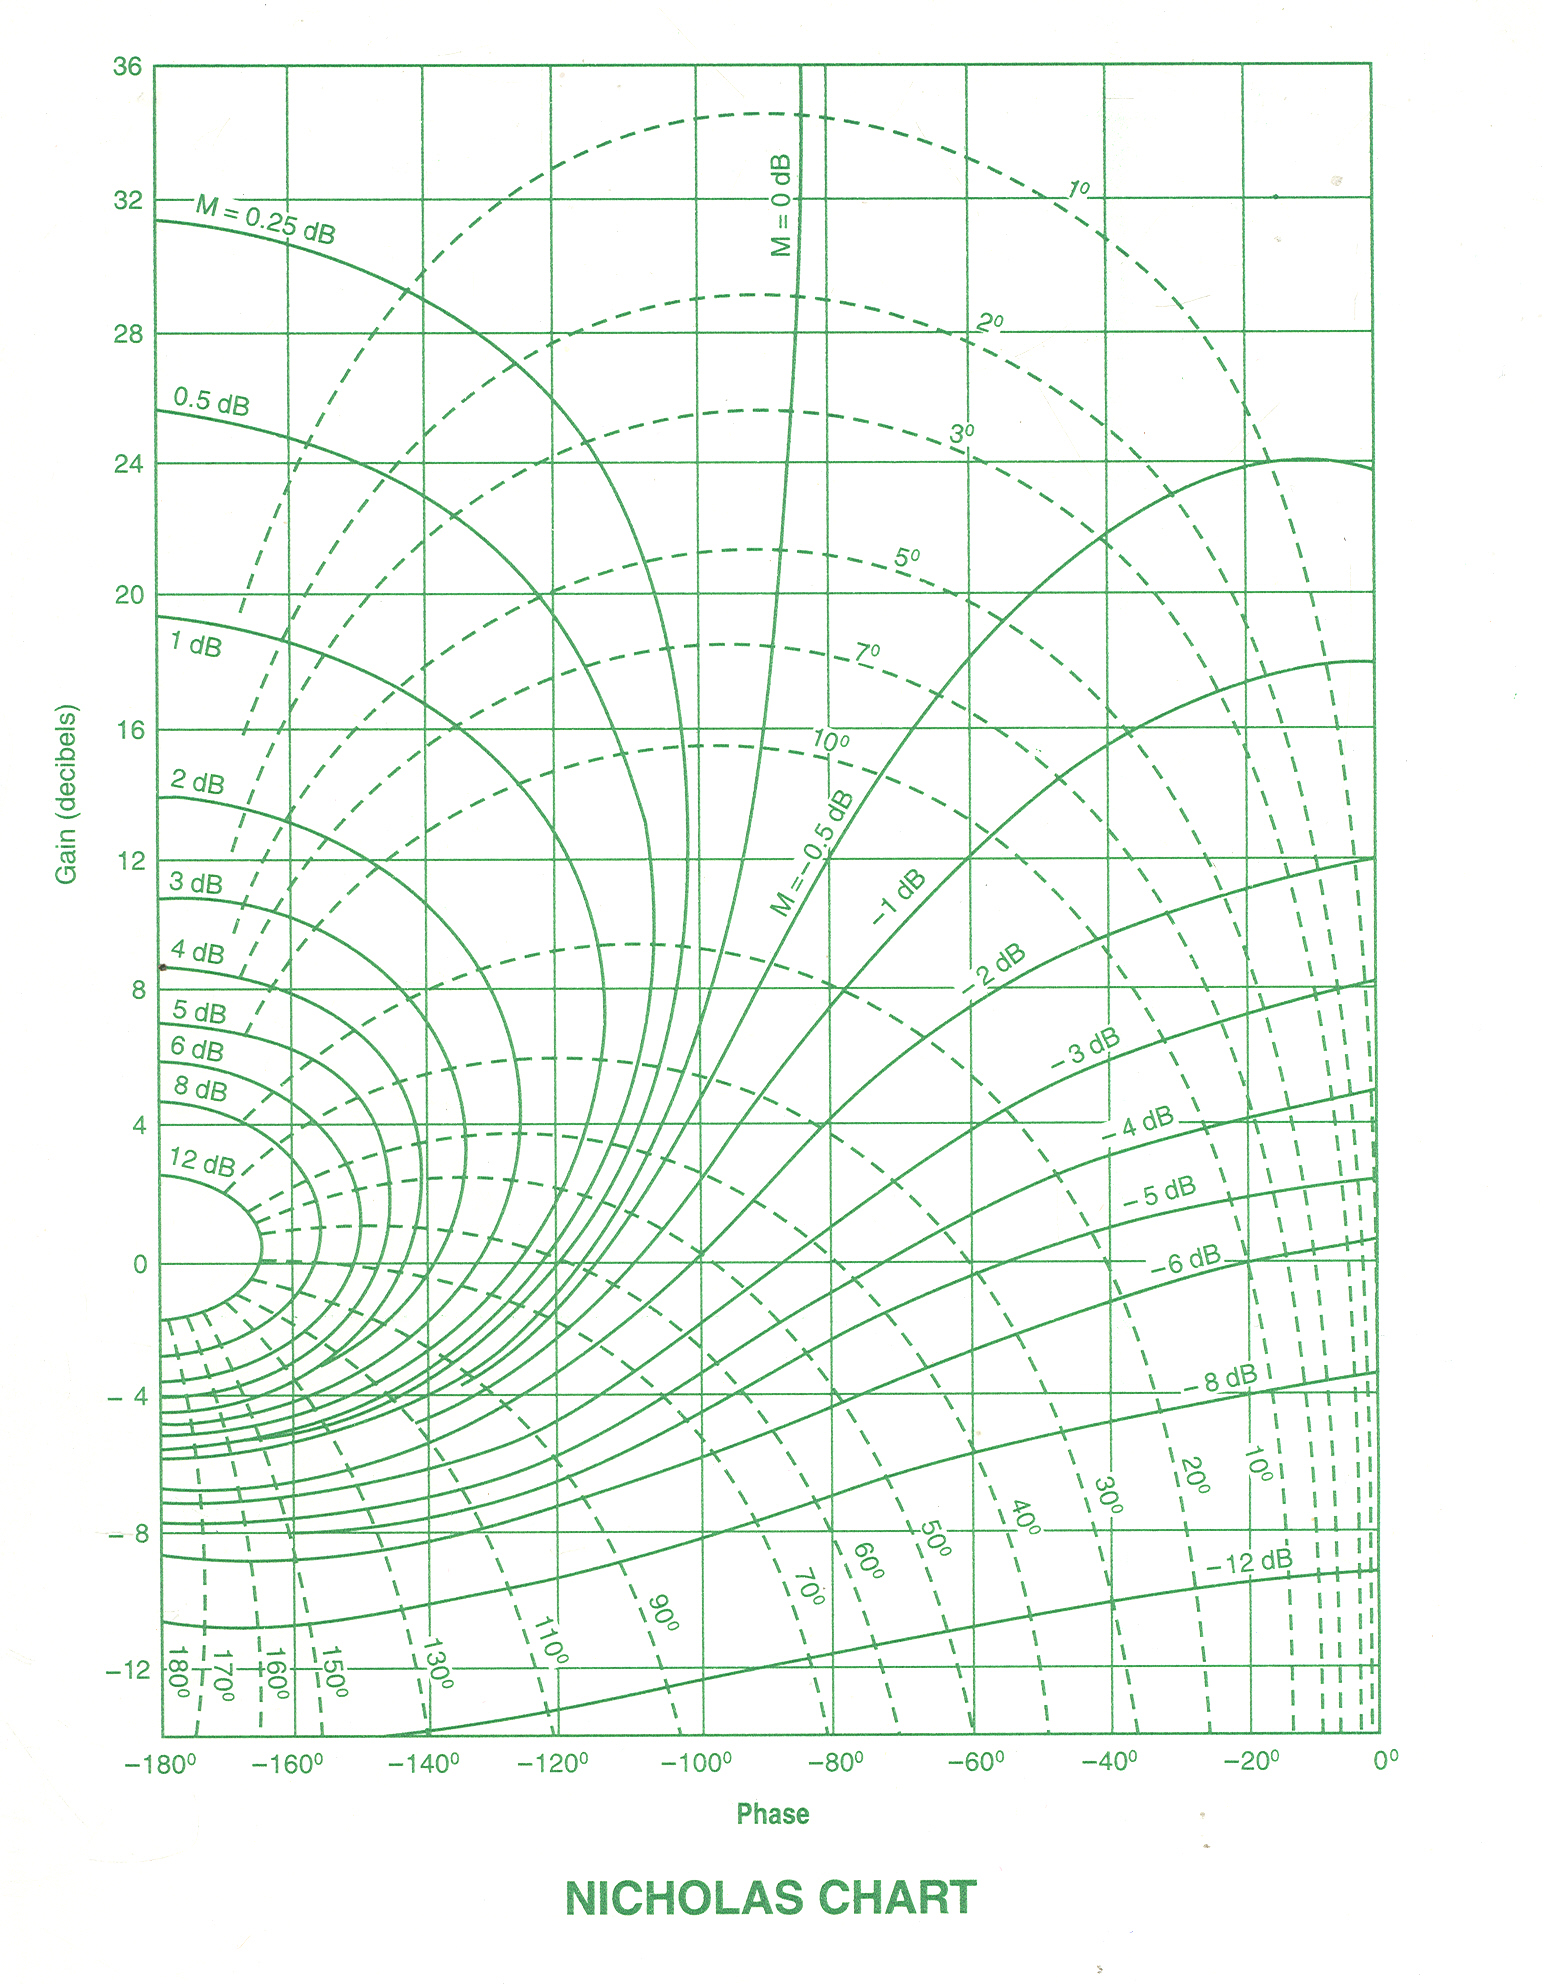 36
32
28
24
20
16
12
8
4
0
– 4
– 8
–12
Gain (decibels)
M = 0.25 dB
0.5 dB
1 dB
2 dB
3 dB
4 dB
5 dB
6 dB
8 dB
12 dB
M = 0 dB
M = – 0.5 dB
–1 dB
– 2 dB
– 3 dB
– 4 dB
– 5 dB
– 6 dB
– 8 dB
–12 dB
1⁰
2⁰
3⁰
5⁰
7⁰
10⁰
10⁰
20⁰
30⁰
40⁰
50⁰
60⁰
70⁰
90⁰
110⁰
130⁰
150⁰
160⁰
170⁰
180⁰
–180⁰ –160⁰ –140⁰ –120⁰ –100⁰ –80⁰ –60⁰ –40⁰ –20⁰ 0⁰
Phase
NICHOLAS CHART